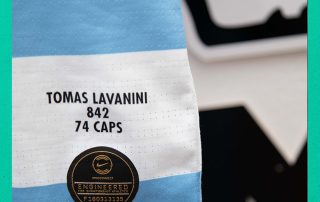 TOMAS LAVANINI
842
74 CAPS
ENGINEERED